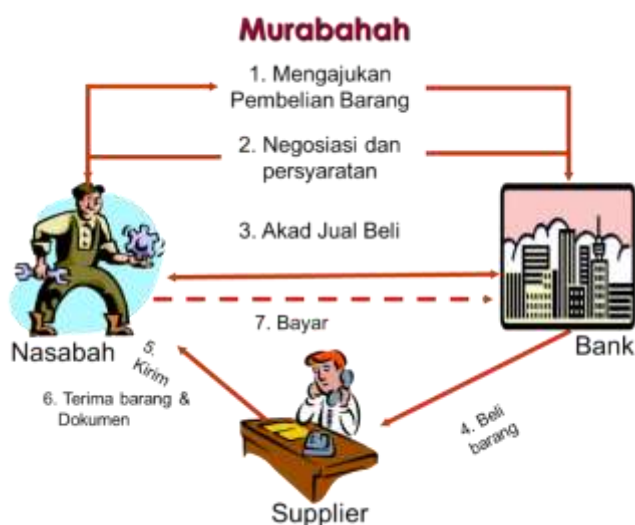 Murabahah
1. Mengajukan
Pembelian Barang
2. Negosiasi dan
persyaratan
3. Akad Jual Beli
7. Bayar
Nasabah
Bank
5.
Kirim
6. Terima barang &
Dokumen
4. Beli
barang
Supplier